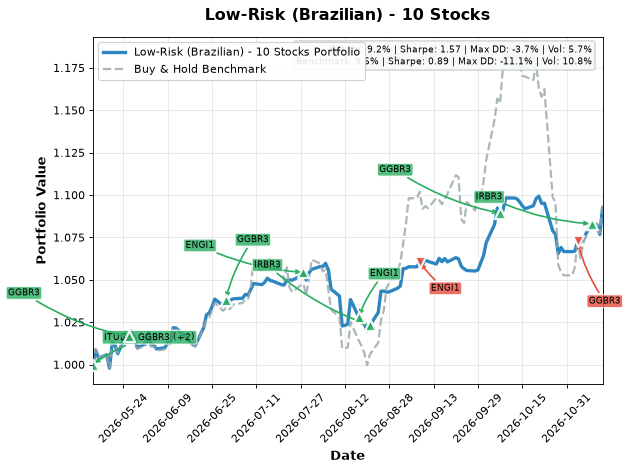 Low-Risk (Brazilian) - 10 Stocks
Low-Risk (Brazilian) - 10 Stocks Portfolio
Buy & Hold Benchmark
9.2% | Sharpe: 1.57 | Max DD: -3.7% | Vol: 5.7%
| Sharpe: 0.89 | Max DD: -11.1% | Vol: 10.8%
Portfolio Value
1.175
1.150
1.125
1.100
1.075
1.050
1.025
1.000
GGBR3
IRBR3
ENGI1
GGBR3
IRBR3
ENGI1
ENGI1
GGBR3
GGBR3
GGBR3 (+2)
2026-05-24
2026-06-09
2026-06-25
2026-07-11
2026-07-27
2026-08-12
2026-08-28
2026-09-13
2026-09-29
2026-10-15
2026-10-31
Date